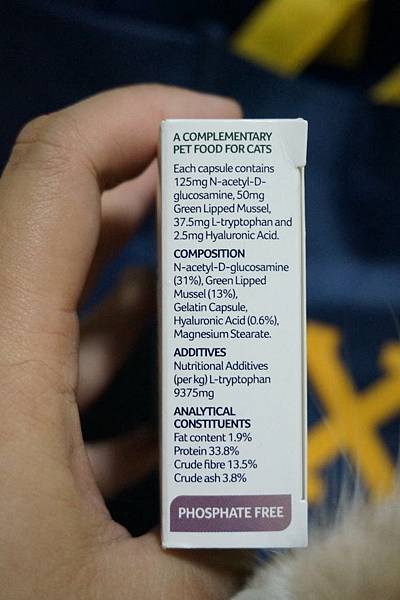 A COMPLEMENTARY
PET FOOD FOR CATS
Each capsule contains
125mg N-acetyl-D-
glucosamine, 50mg
Green Lipped Mussel,
37.5mg L-tryptophan and
2.5mg Hyaluronic Acid.
COMPOSITION
N-acetyl-D-glucosamine
(31%), Green Lipped
Mussel (13%),
Gelatin Capsule,
Hyaluronic Acid (0.6%),
Magnesium Stearate.
ADDITIVES
Nutritional Additives
(per kg) L-tryptophan
9375mg
ANALYTICAL
CONSTITUENTS
Fat content 1.9%
Protein 33.8%
Crude fibre 13.5%
Crude ash 3.8%
PHOSPHATE FREE